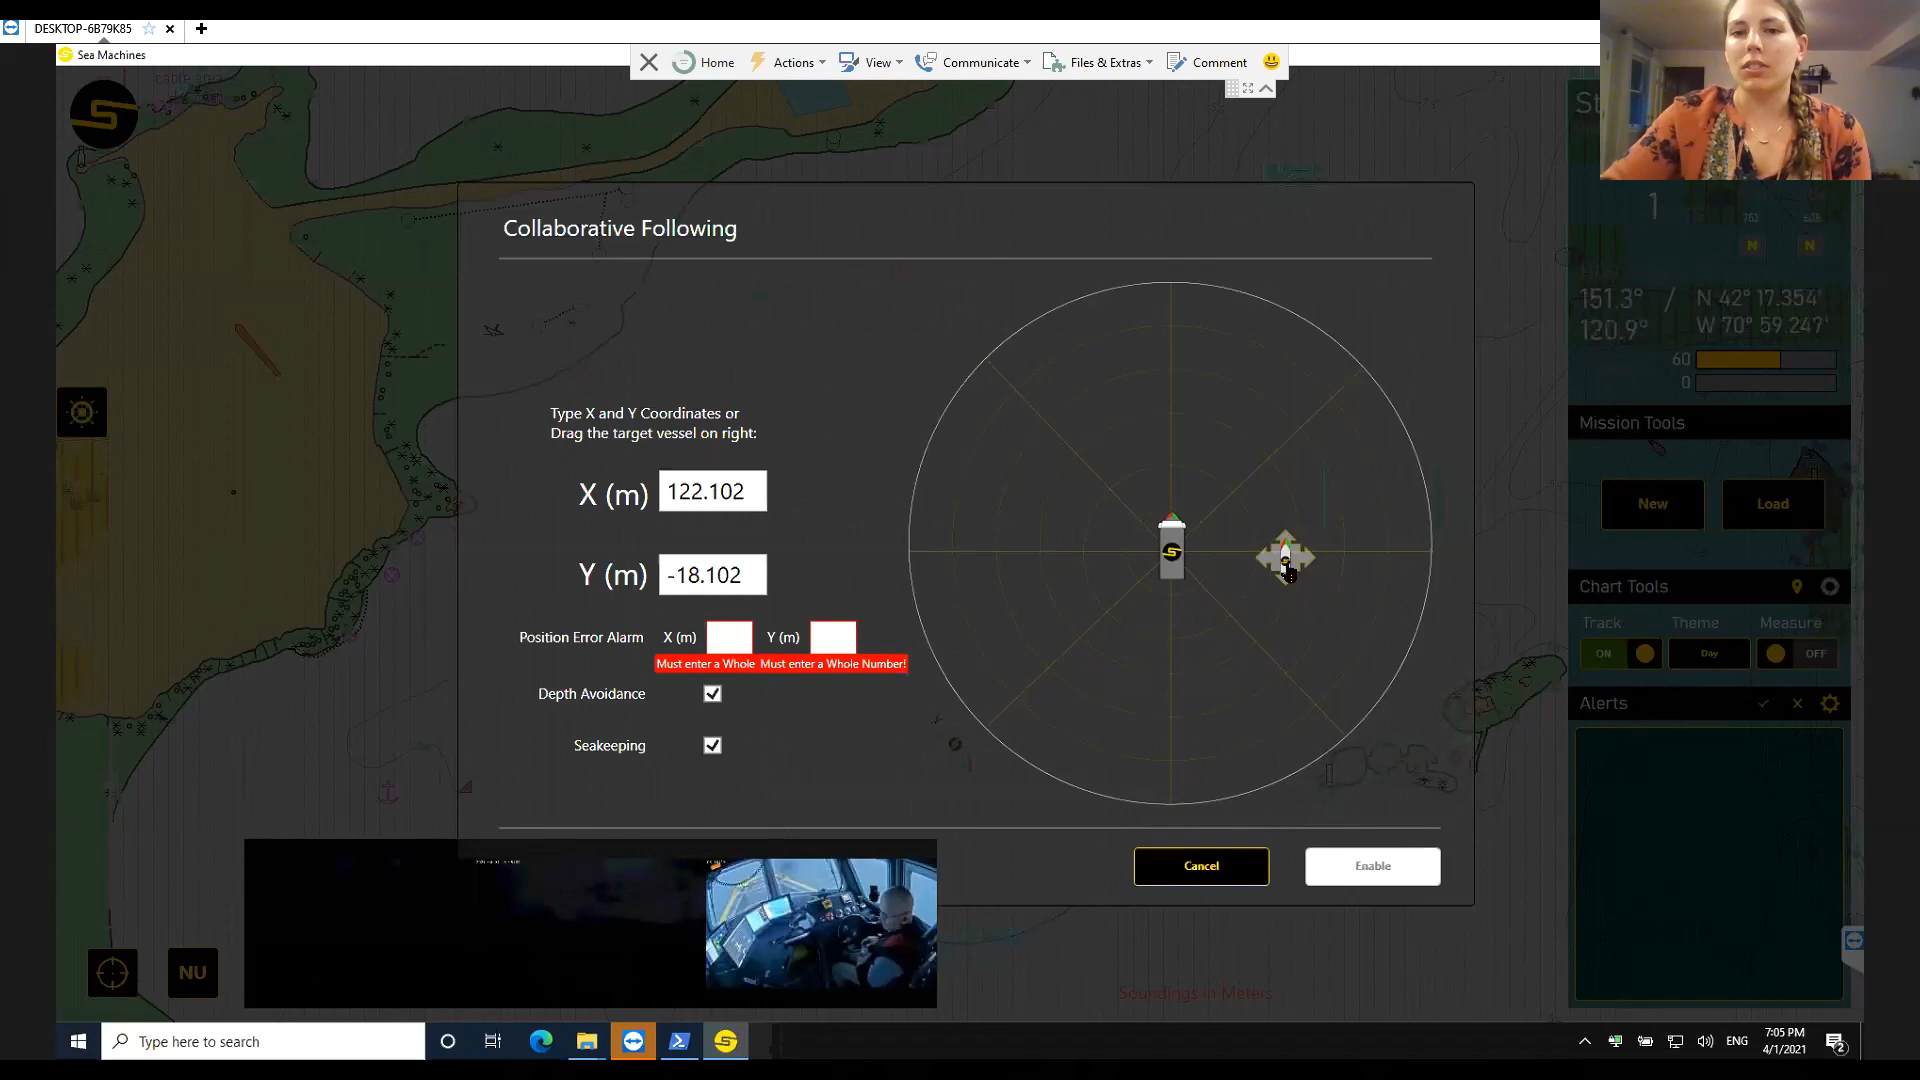 DESKTOP-6B79K85
Sea Machines
Home
Actions
View
Communicate
Files & Extras
Comment
cable area
1
N
N
151.3° /
120.9°
N 42° 17.354'
W 70° 59.247'
60
0
Collaborative Following
Type X and Y Coordinates or
Drag the target vessel on right:
X (m) 122.102
Y (m) -18.102
Position Error Alarm X (m) Y (m)
Must enter a Whole Must enter a Whole Number!
Depth Avoidance
Seakeeping
Cancel
Enable
Mission Tools
New
Load
Chart Tools
Track
Theme
Measure
ON
Day
OFF
Alerts
NU
Soundings in Meters
Type here to search
ENG
7:05 PM
4/1/2021
2